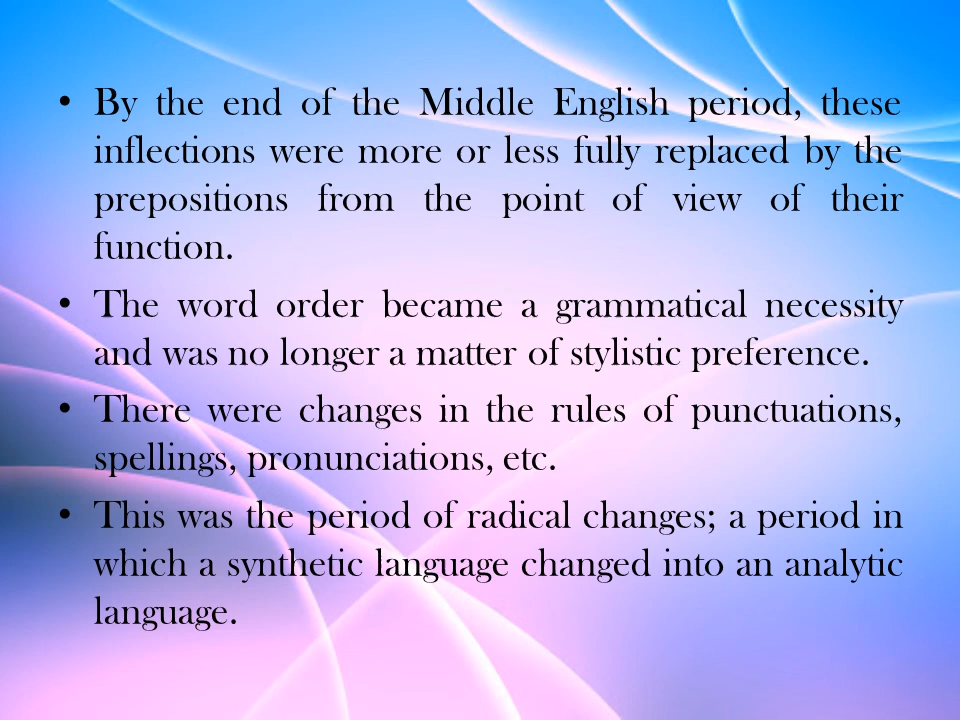 • By the end of the Middle English period, these
inflections were more or less fully replaced by the
prepositions from the point of view of their
function.
• The word order became a grammatical necessity
and was no longer a matter of stylistic preference.
• There were changes in the rules of punctuations,
spellings, pronunciations, etc.
• This was the period of radical changes; a period in
which a synthetic language changed into an analytic
language.